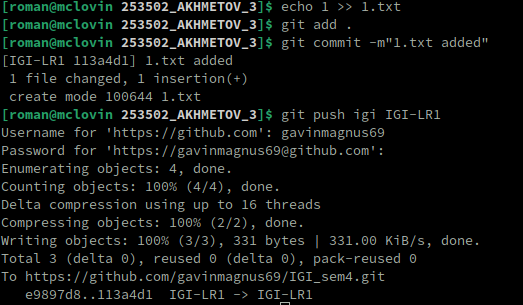 [roman@mclovin 253502_AKHMETOV_3]$ echo 1 >> 1.txt
[roman@mclovin 253502_AKHMETOV_3]$ git add .
[roman@mclovin 253502_AKHMETOV_3]$ git commit -m"1.txt added"
[IGI-LR1 113a4d1] 1.txt added
 1 file changed, 1 insertion(+)
 create mode 100644 1.txt
[roman@mclovin 253502_AKHMETOV_3]$ git push igi IGI-LR1
Username for 'https://github.com': gavinmagnus69
Password for 'https://gavinmagnus69@github.com':
Enumerating objects: 4, done.
Counting objects: 100% (4/4), done.
Delta compression using up to 16 threads
Compressing objects: 100% (2/2), done.
Writing objects: 100% (3/3), 331 bytes | 331.00 KiB/s, done.
Total 3 (delta 0), reused 0 (delta 0), pack-reused 0
To https://github.com/gavinmagnus69/IGI_sem4.git
   e9897d8..113a4d1  IGI-LR1 -> IGI-LR1